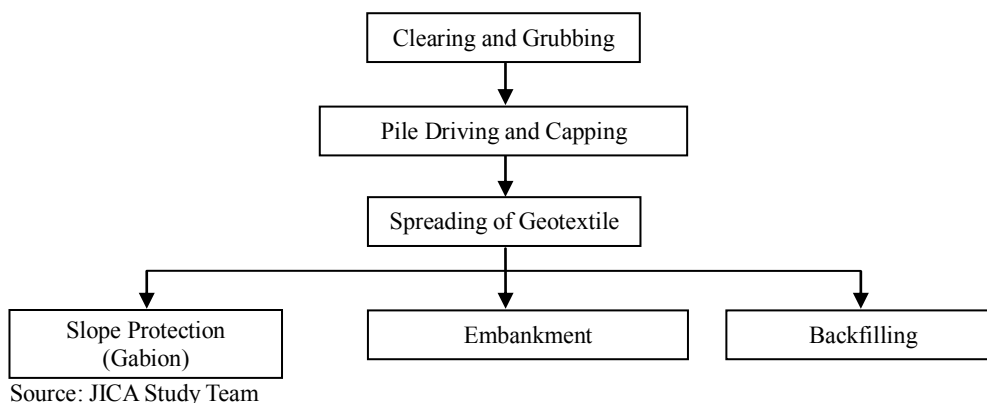 Clearing and Grubbing
Pile Driving and Capping
Spreading of Geotextile
Slope Protection
(Gabion)
Embankment
Backfilling
Source: JICA Study Team